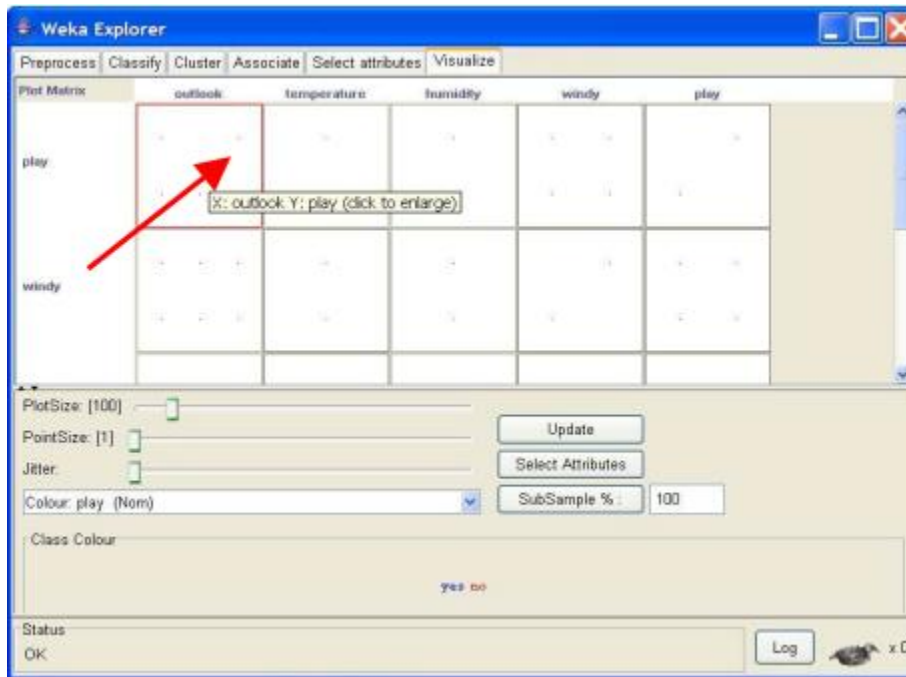 Weka Explorer
Preprocess Classify Cluster Associate Select attributes Visualize
Plot Matrix outlook temperature humidity windy play
play
X: outlook Y: play (click to enlarge)
windy
PlotSize: [100]
PointSize: [1]
Jitter:
Update
Select Attributes
Colour: play (Nom)
SubSample % : 100
Class Colour
yes no
Status
OK
Log
x 0